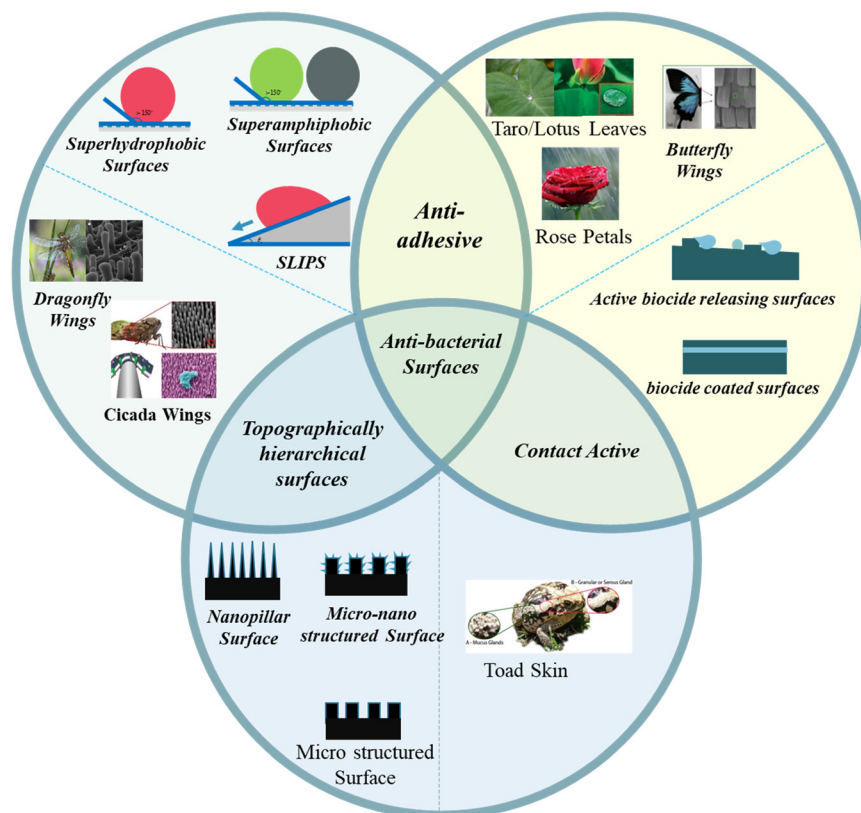 >150°
Superhydrophobic
Surfaces
>150°
Superamphiphobic
Surfaces
SLIPS
Anti-
adhesive
Taro/Lotus Leaves
Butterfly
Wings
Rose Petals
Dragonfly
Wings
Cicada Wings
Active biocide releasing surfaces
biocide coated surfaces
Anti-bacterial
Surfaces
Topographically
hierarchical
surfaces
Contact Active
Nanopillar
Surface
Micro-nano
structured Surface
Micro structured
Surface
B - Granular or Serous Gland
A - Mucus Glands
Toad Skin